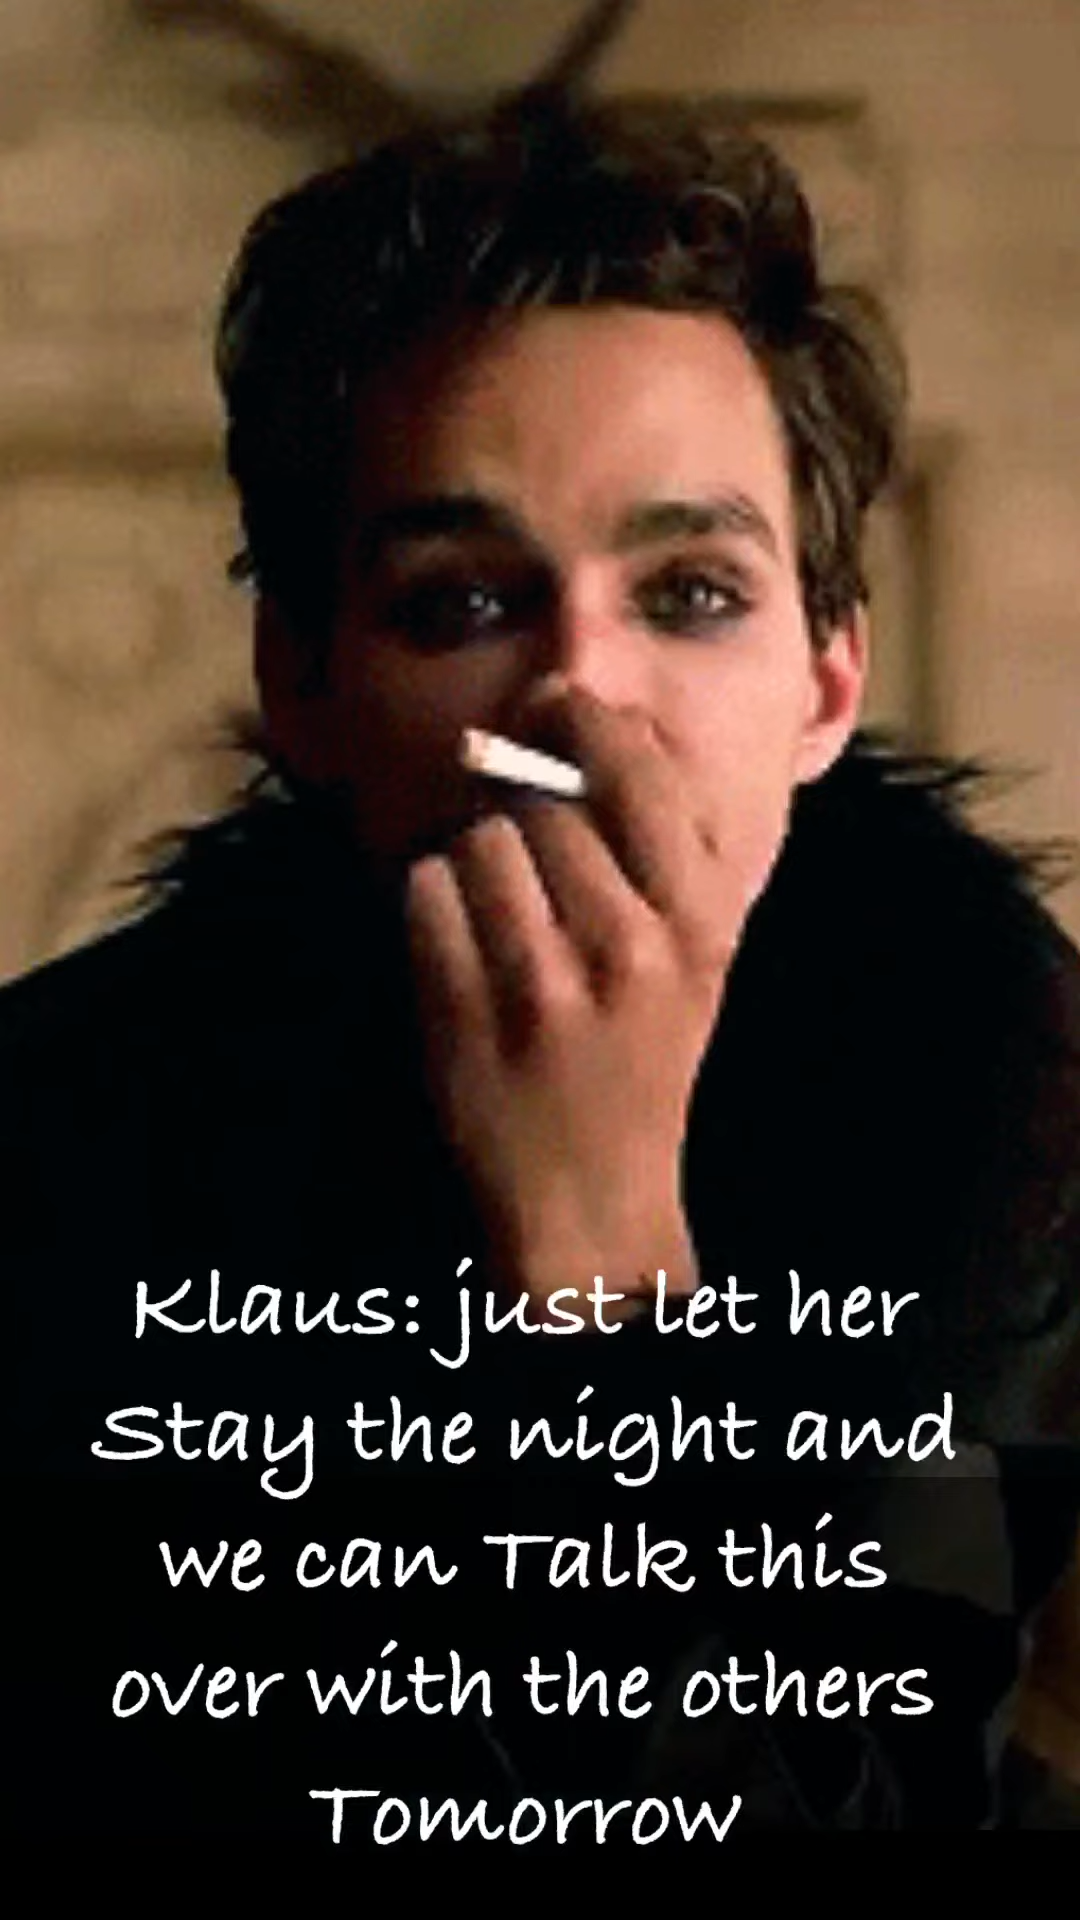 Klaus: just let her
Stay the night and
we can Talk this
over with the others
Tomorrow